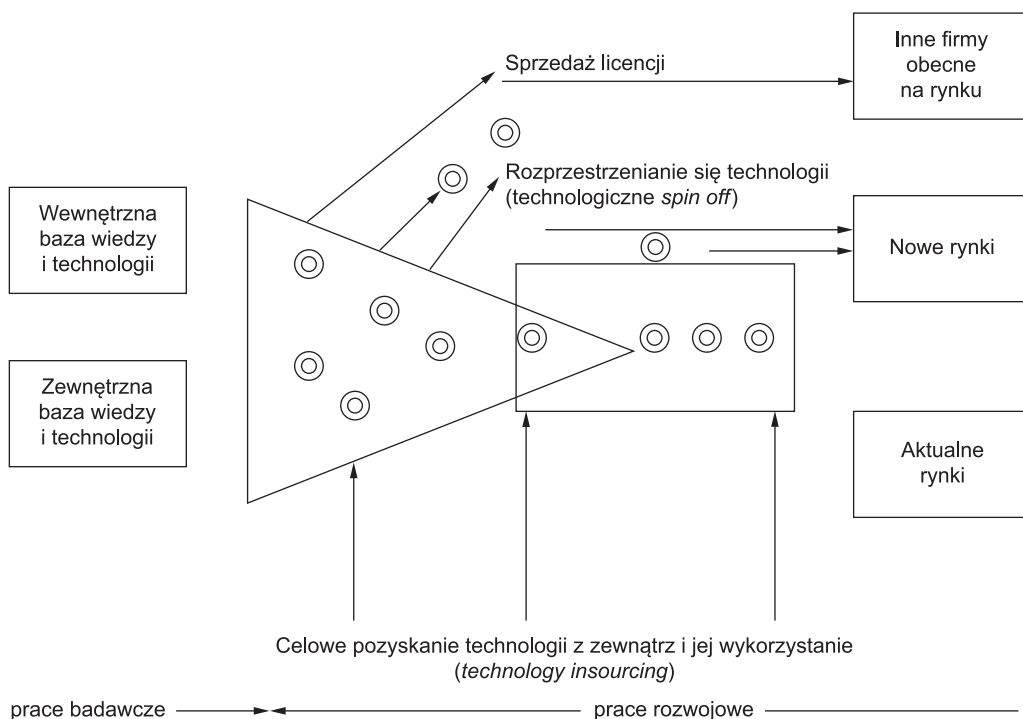 Sprzedaż licencji
Inne firmy
obecne
na rynku
Rozprzestrzenianie się technologii
(technologiczne spin off)
Wewnętrzna
baza wiedzy
i technologii
Nowe rynki
Zewnętrzna
baza wiedzy
i technologii
Aktualne
rynki
Celowe pozyskanie technologii z zewnątrz i jej wykorzystanie
(technology insourcing)
prace badawcze
prace rozwojowe